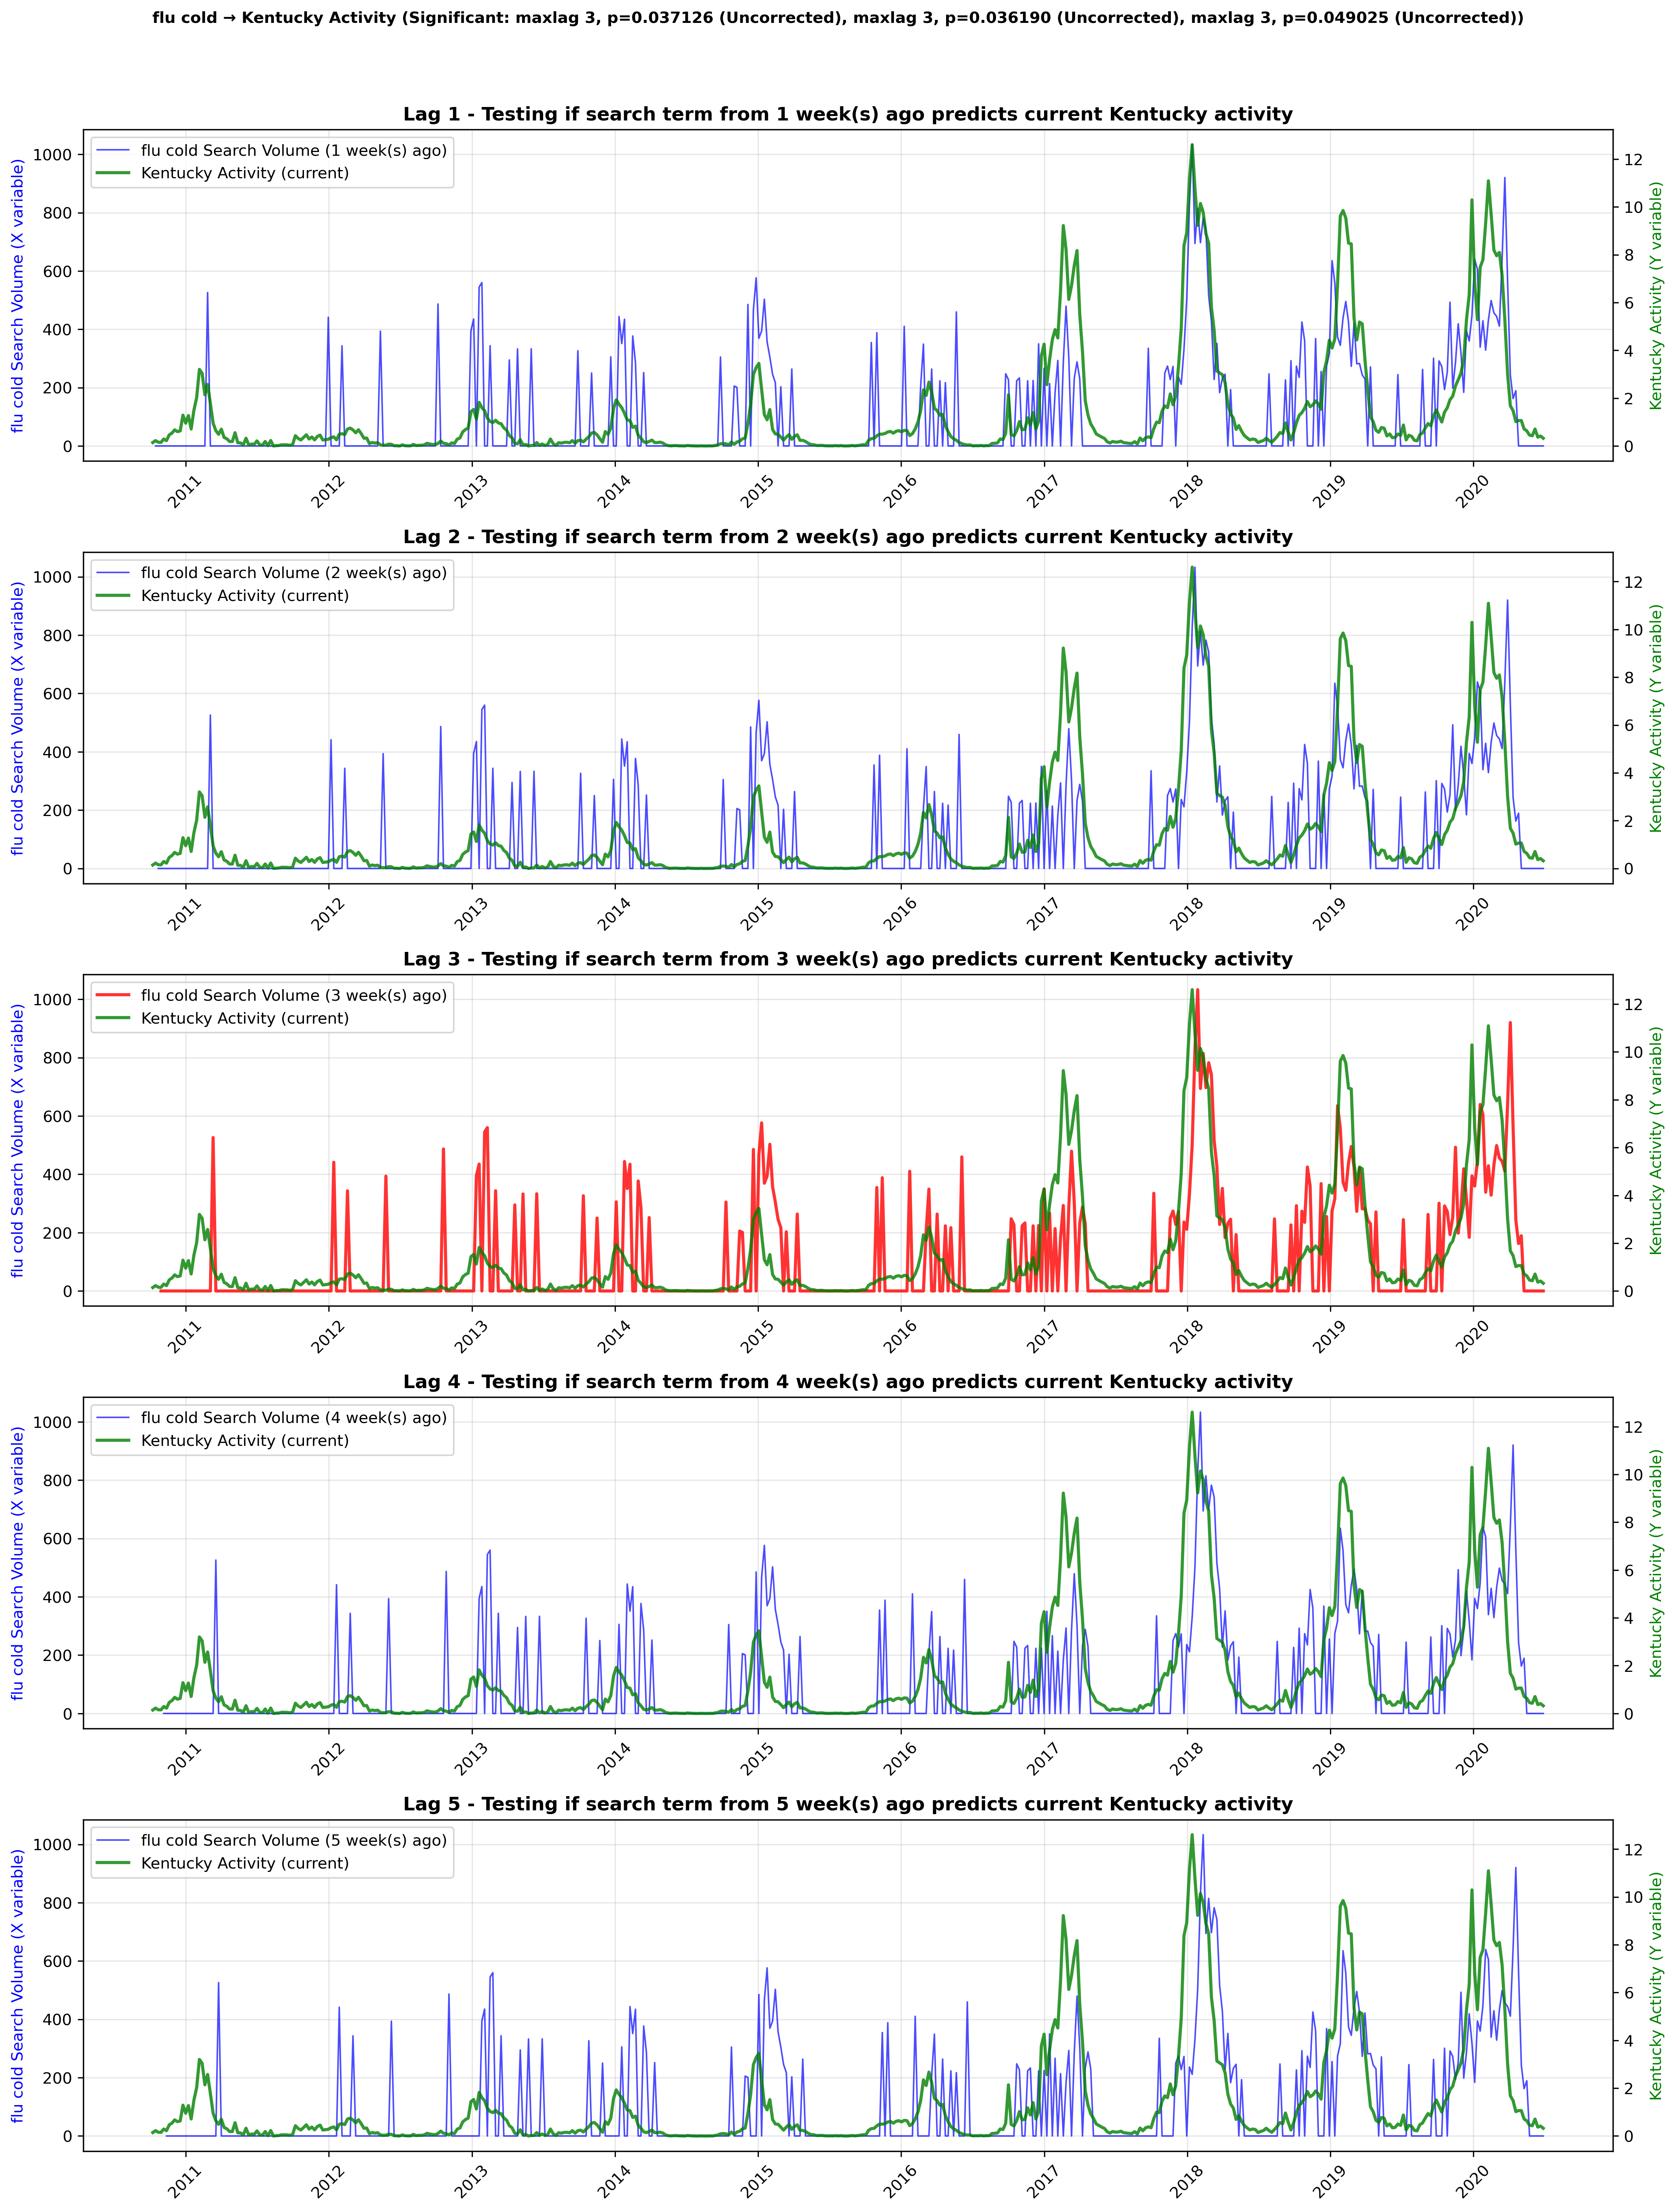 flu cold → Kentucky Activity (Significant: maxlag 3, p=0.037126 (Uncorrected), maxlag 3, p=0.036190 (Uncorrected), maxlag 3, p=0.049025 (Uncorrected))
Lag 1 - Testing if search term from 1 week(s) ago predicts current Kentucky activity
flu cold Search Volume (1 week(s) ago)
Kentucky Activity (current)
flu cold Search Volume (X variable)
1000
800
600
400
200
0
12
10
8
6
4
2
0
Kentucky Activity (Y variable)
2011 2012 2013 2014 2015 2016 2017 2018 2019 2020
Lag 2 - Testing if search term from 2 week(s) ago predicts current Kentucky activity
flu cold Search Volume (2 week(s) ago)
Kentucky Activity (current)
flu cold Search Volume (X variable)
1000
800
600
400
200
0
12
10
8
6
4
2
0
Kentucky Activity (Y variable)
2011 2012 2013 2014 2015 2016 2017 2018 2019 2020
Lag 3 - Testing if search term from 3 week(s) ago predicts current Kentucky activity
flu cold Search Volume (3 week(s) ago)
Kentucky Activity (current)
flu cold Search Volume (X variable)
1000
800
600
400
200
0
12
10
8
6
4
2
0
Kentucky Activity (Y variable)
2011 2012 2013 2014 2015 2016 2017 2018 2019 2020
Lag 4 - Testing if search term from 4 week(s) ago predicts current Kentucky activity
flu cold Search Volume (4 week(s) ago)
Kentucky Activity (current)
flu cold Search Volume (X variable)
1000
800
600
400
200
0
12
10
8
6
4
2
0
Kentucky Activity (Y variable)
2011 2012 2013 2014 2015 2016 2017 2018 2019 2020
Lag 5 - Testing if search term from 5 week(s) ago predicts current Kentucky activity
flu cold Search Volume (5 week(s) ago)
Kentucky Activity (current)
flu cold Search Volume (X variable)
1000
800
600
400
200
0
12
10
8
6
4
2
0
Kentucky Activity (Y variable)
2011 2012 2013 2014 2015 2016 2017 2018 2019 2020